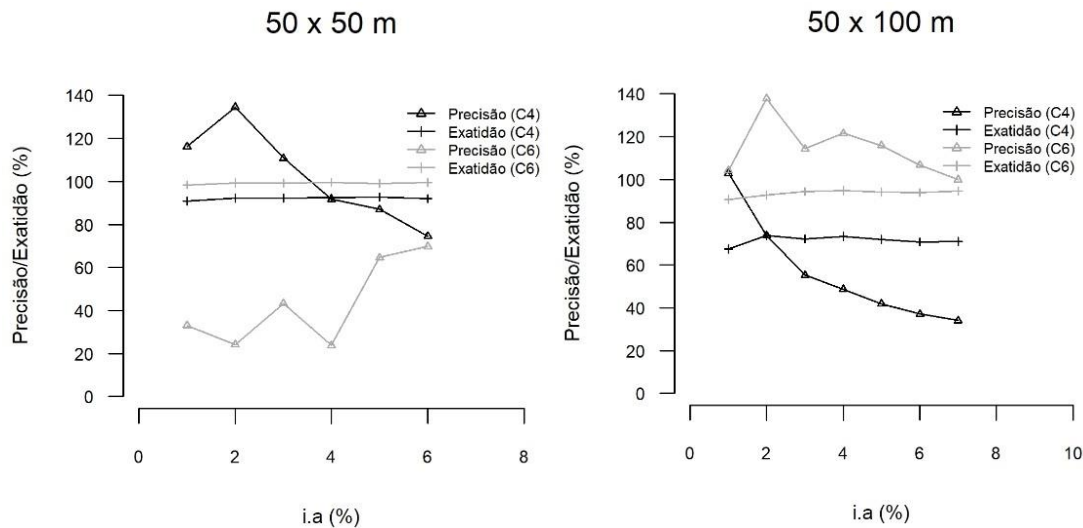 50 x 50 m
Precisão/Exatidão (%)
140
120
100
80
60
40
20
0
Precisão (C4)
Exatidão (C4)
Precisão (C6)
Exatidão (C6)
0 2 4 6 8
i.a (%)
50 x 100 m
Precisão/Exatidão (%)
140
120
100
80
60
40
20
0
Precisão (C4)
Exatidão (C4)
Precisão (C6)
Exatidão (C6)
0 2 4 6 8 10
i.a (%)